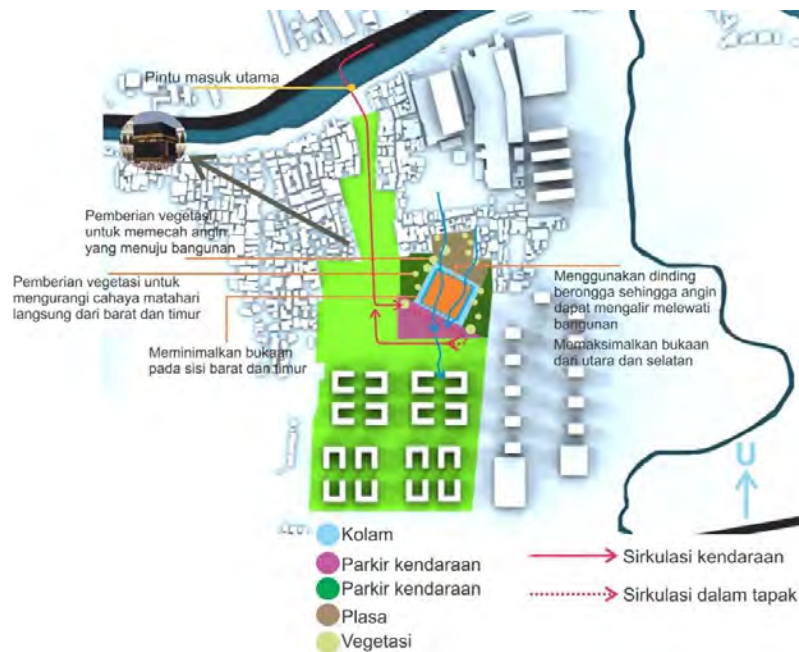 Pintu masuk utama
Pemberian vegetasi
untuk memecah angin
yang menuju bangunan
Pemberian vegetasi untuk
mengurangi cahaya matahari
langsung dari barat dan timur
Meminimalkan bukaan
pada sisi barat dan timur
Menggunakan dinding
berongga sehingga angin
dapat mengalir melewati
bangunan
Memaksimalkan bukaan
dari utara dan selatan
U
Kolam
Parkir kendaraan
Parkir kendaraan
Plasa
Vegetasi
Sirkulasi kendaraan
Sirkulasi dalam tapak